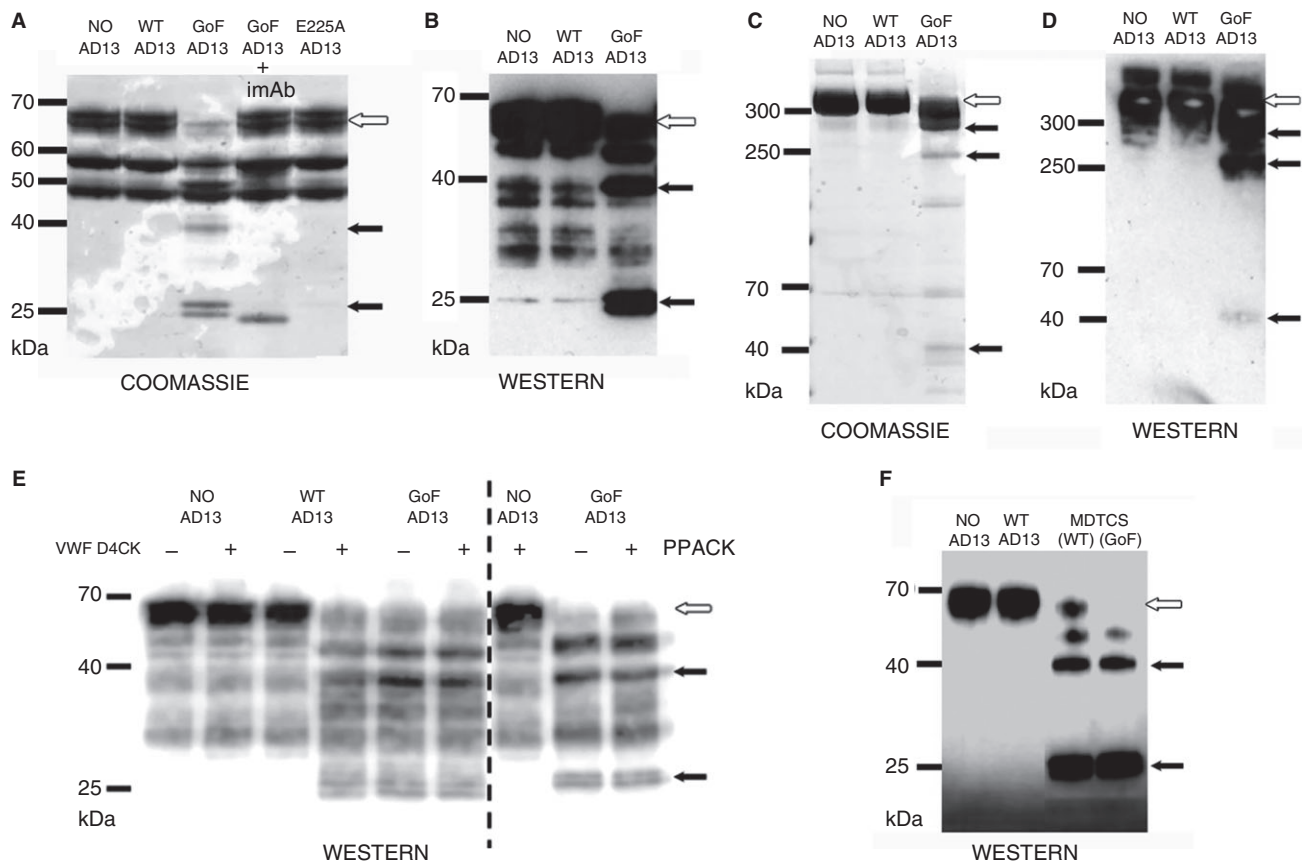 A
NO AD13
WT AD13
GoF AD13
GoF AD13 + imAb
E225A AD13
70
60
50
40
25
kDa
COOMASSIE
B
NO AD13
WT AD13
GoF AD13
70
40
25
kDa
WESTERN
C
NO AD13
WT AD13
GoF AD13
300
250
70
40
kDa
COOMASSIE
D
NO AD13
WT AD13
GoF AD13
300
250
70
40
kDa
WESTERN
E
NO AD13
WT AD13
GoF AD13
NO AD13
GoF AD13
VWF D4CK – + – + – + + – + PPACK
70
40
25
kDa
WESTERN
F
NO AD13
WT AD13
MDTCS
(WT) (GoF)
70
40
25
kDa
WESTERN